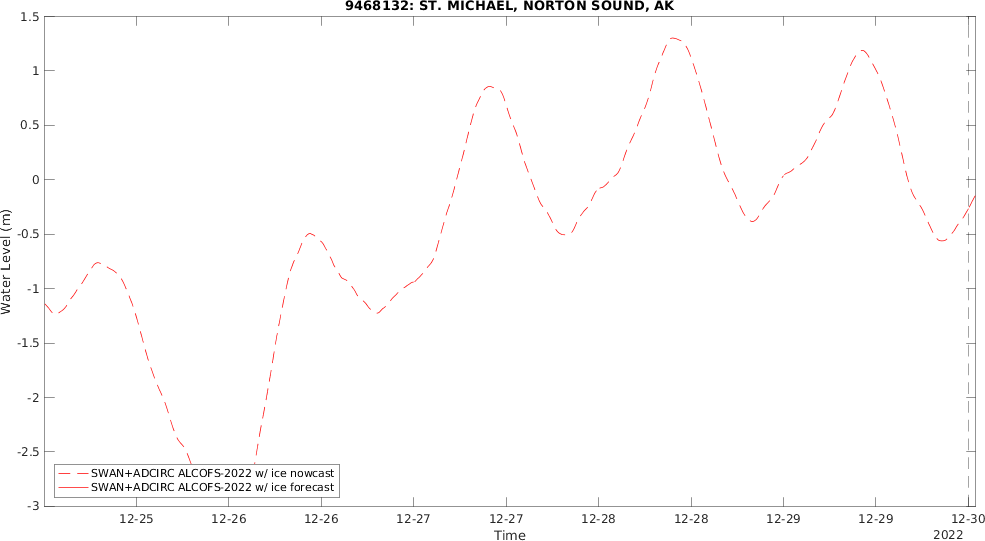 9468132: ST. MICHAEL, NORTON SOUND, AK
1.5
1
0.5
0
-0.5
-1
-1.5
-2
-2.5
-3
Water Level (m)
SWAN+ADCIRC ALCOFS-2022 w/ ice nowcast
SWAN+ADCIRC ALCOFS-2022 w/ ice forecast
12-25 12-26 12-26 12-27 12-27 12-28 12-28 12-29 12-29 12-30
Time
2022